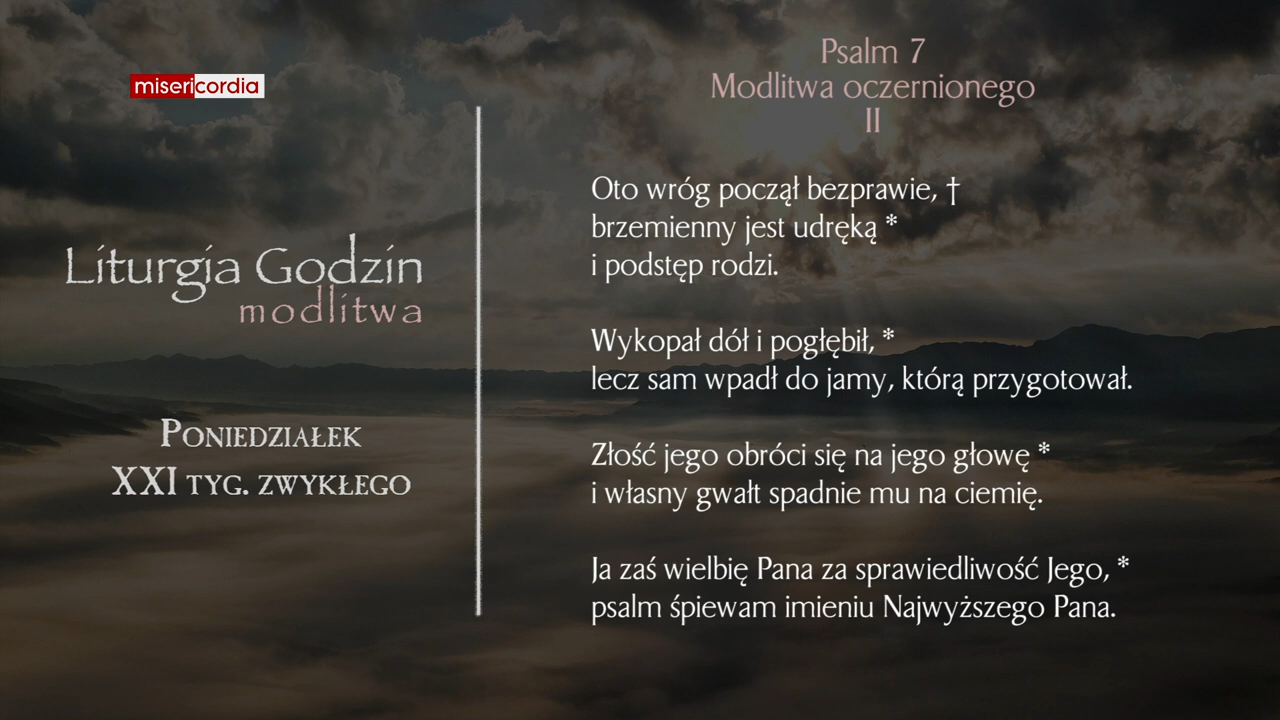 misericordia
Liturgia Godzin
modlitwa
Poniedziałek
XXI tyg. zwykłego
Psalm 7
Modlitwa oczernionego
II
Oto wróg począł bezprawie, †
brzemienny jest udręką *
i podstęp rodzi.
Wykopał dół i pogłębił, *
lecz sam wpadł do jamy, którą przygotował.
Złość jego obróci się na jego głowę *
i własny gwałt spadnie mu na ciemię.
Ja zaś wielbię Pana za sprawiedliwość Jego, *
psalm śpiewam imieniu Najwyższego Pana.